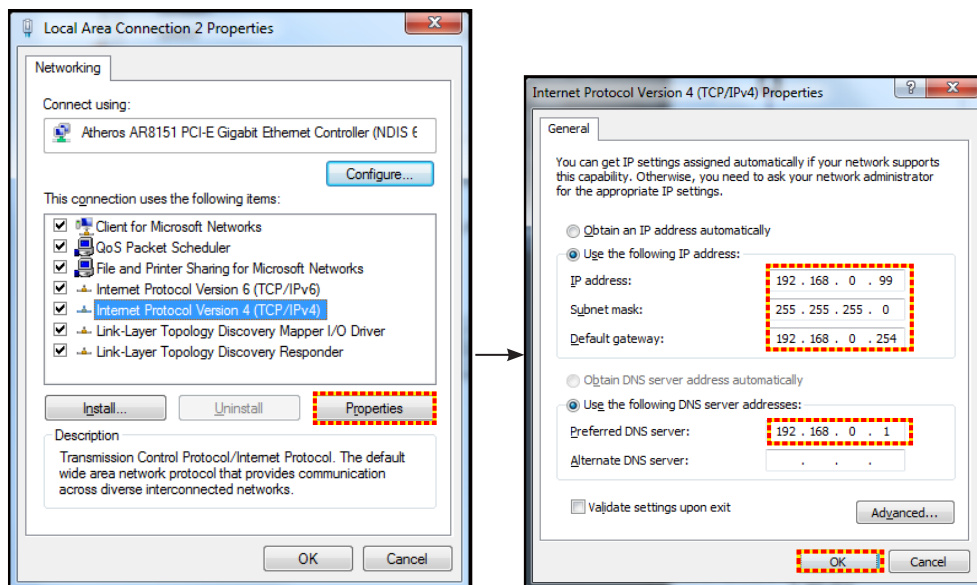 Local Area Connection 2 Properties
Networking
Connect using:
Atheros AR8151 PCI-E Gigabit Ethernet Controller (NDIS 6
Configure...
This connection uses the following items:
Client for Microsoft Networks
QoS Packet Scheduler
File and Printer Sharing for Microsoft Networks
Internet Protocol Version 6 (TCP/IPv6)
Internet Protocol Version 4 (TCP/IPv4)
Link-Layer Topology Discovery Mapper I/O Driver
Link-Layer Topology Discovery Responder
Install...
Uninstall
Properties
Description
Transmission Control Protocol/Internet Protocol. The default
wide area network protocol that provides communication
across diverse interconnected networks.
OK
Cancel
Internet Protocol Version 4 (TCP/IPv4) Properties
General
You can get IP settings assigned automatically if your network supports
this capability. Otherwise, you need to ask your network administrator
for the appropriate IP settings.
Obtain an IP address automatically
Use the following IP address:
IP address: 192 . 168 . 0 . 99
Subnet mask: 255 . 255 . 255 . 0
Default gateway: 192 . 168 . 0 . 254
Obtain DNS server address automatically
Use the following DNS server addresses:
Preferred DNS server: 192 . 168 . 0 . 1
Alternate DNS server: . . .
Validate settings upon exit
Advanced...
OK
Cancel